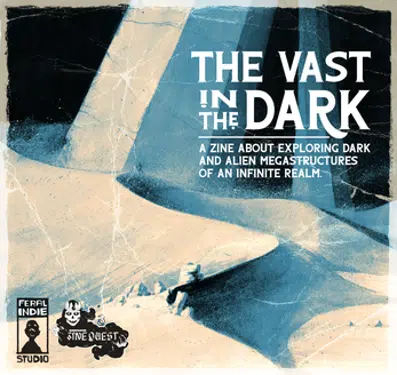 THE VAST
IN THE DARK
A ZINE ABOUT EXPLORING DARK
AND ALIEN MEGASTRUCTURES
OF AN INFINITE REALM.
FERAL
INDIE
STUDIO
ZINE QUEST